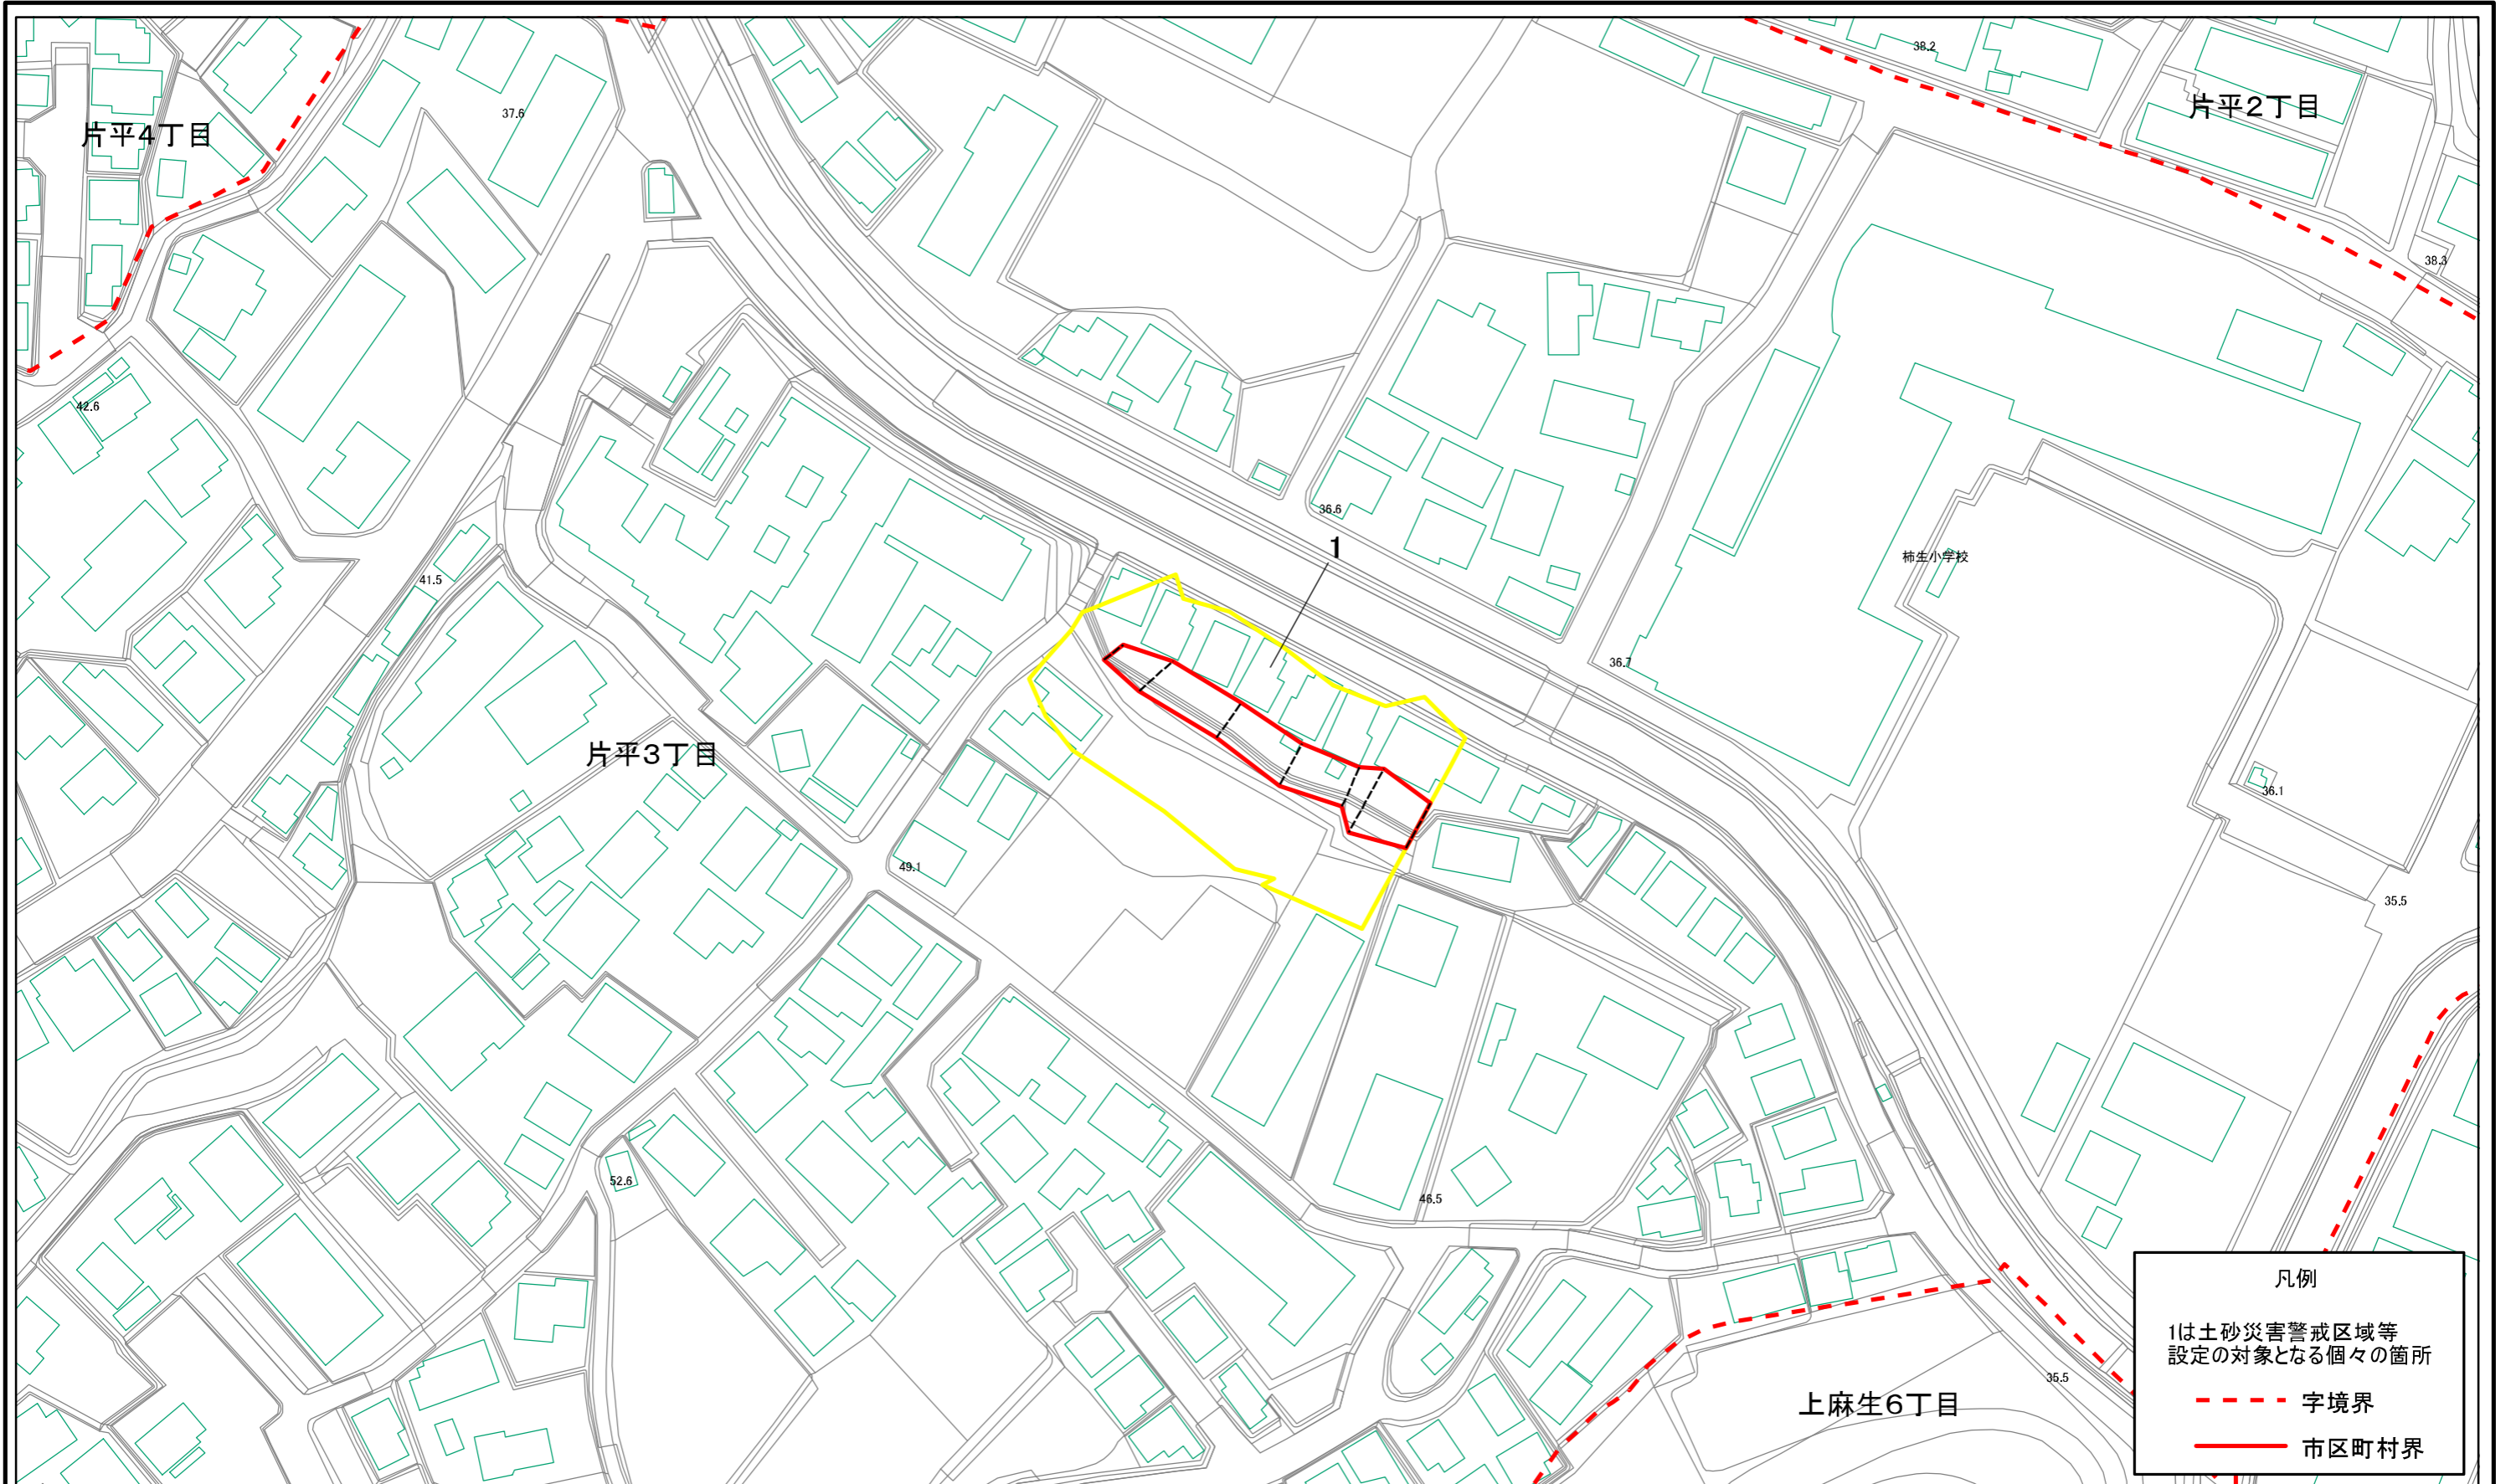 38.2
片平2丁目
37.6
片平4丁目
38.3
42.6
36.6
1
柿生小学校
41.5
36.7
片平3丁目
36.1
49.1
35.5
52.6
46.5
凡例
1は土砂災害警戒区域等
設定の対象となる個々の箇所
字境界
市区町村界
35.5
上麻生6丁目